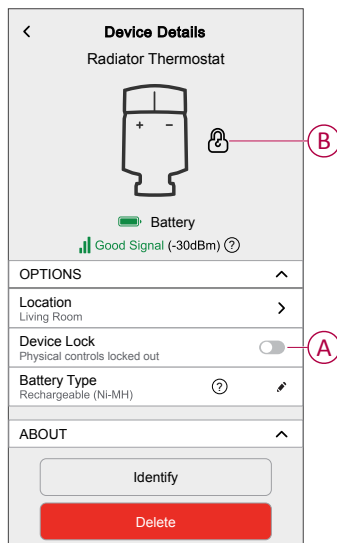 Device Details
Radiator Thermostat
+ -
B
Battery
Good Signal (-30dBm) ?
OPTIONS
Location
Living Room
Device Lock
Physical controls locked out
A
Battery Type
Rechargeable (Ni-MH) ?
ABOUT
Identify
Delete